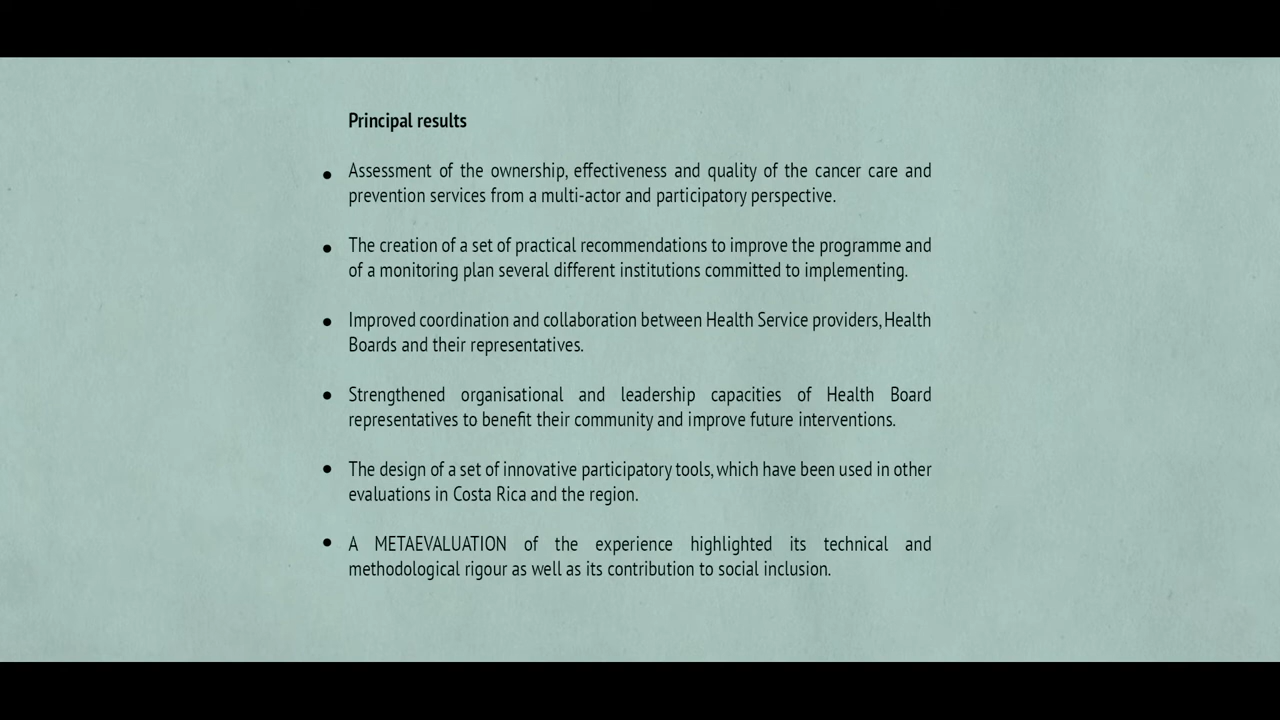 Principal results
• Assessment of the ownership, effectiveness and quality of the cancer care and
prevention services from a multi-actor and participatory perspective.
• The creation of a set of practical recommendations to improve the programme and
of a monitoring plan several different institutions committed to implementing.
• Improved coordination and collaboration between Health Service providers, Health
Boards and their representatives.
• Strengthened organisational and leadership capacities of Health Board
representatives to benefit their community and improve future interventions.
• The design of a set of innovative participatory tools, which have been used in other
evaluations in Costa Rica and the region.
• A METAEVALUATION of the experience highlighted its technical and
methodological rigour as well as its contribution to social inclusion.